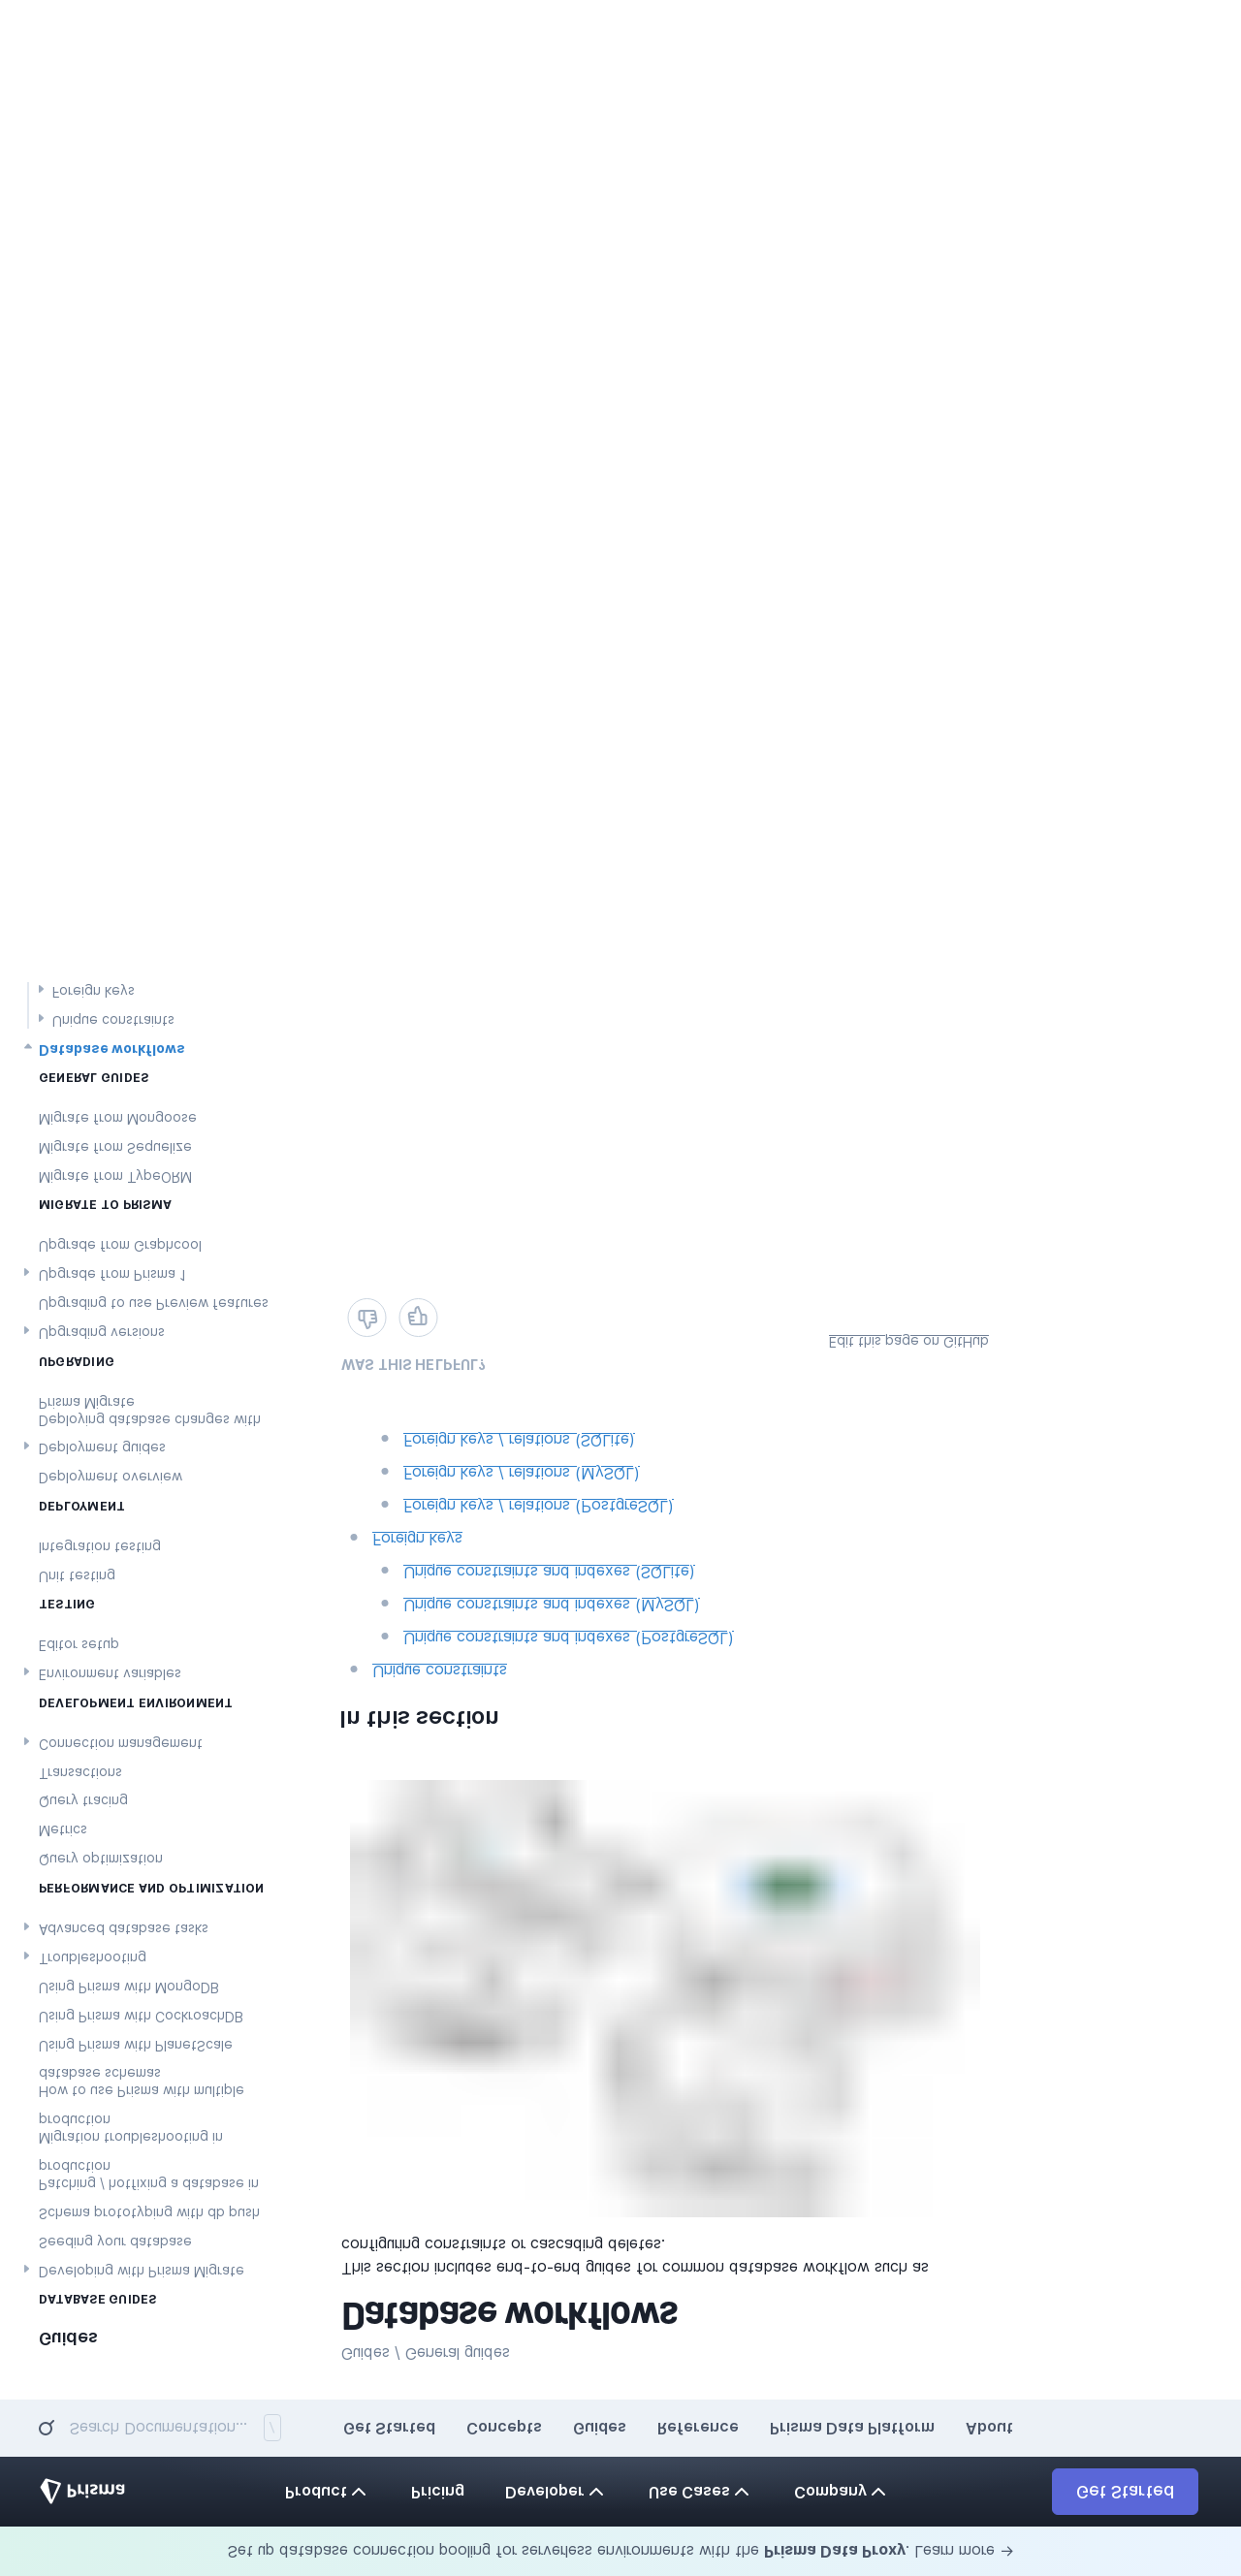 Set up database connection pooling for serverless environments with the Prisma Data Proxy. Learn more →
Prisma
Product
Pricing
Developer
Use Cases
Company
Get Started
Search Documentation...
/
Get Started
Concepts
Guides
Reference
Prisma Data Platform
About
Guides
DATABASE GUIDES
Developing with Prisma Migrate
Seeding your database
Schema prototyping with db push
Patching / hotfixing a database in
production
Migration troubleshooting in
production
How to use Prisma with multiple
database schemas
Using Prisma with PlanetScale
Using Prisma with CockroachDB
Using Prisma with MongoDB
Troubleshooting
Advanced database tasks
PERFORMANCE AND OPTIMIZATION
Query optimization
Metrics
Query tracing
Transactions
Connection management
DEVELOPMENT ENVIRONMENT
Environment variables
Editor setup
TESTING
Unit testing
Integration testing
DEPLOYMENT
Deployment overview
Deployment guides
Deploying database changes with
Prisma Migrate
UPGRADING
Upgrading versions
Upgrading to use Preview features
Upgrade from Prisma 1
Upgrade from Graphcool
MIGRATE TO PRISMA
Migrate from TypeORM
Migrate from Sequelize
Migrate from Mongoose
GENERAL GUIDES
Database workflows
Unique constraints
Foreign keys
Guides / General guides
Database workflows
This section includes end-to-end guides for common database workflow such as
configuring constraints or cascading deletes.
In this section
Unique constraints
Unique constraints and indexes (PostgreSQL)
Unique constraints and indexes (MySQL)
Unique constraints and indexes (SQLite)
Foreign keys
Foreign keys / relations (PostgreSQL)
Foreign keys / relations (MySQL)
Foreign keys / relations (SQLite)
WAS THIS HELPFUL?
Edit this page on GitHub